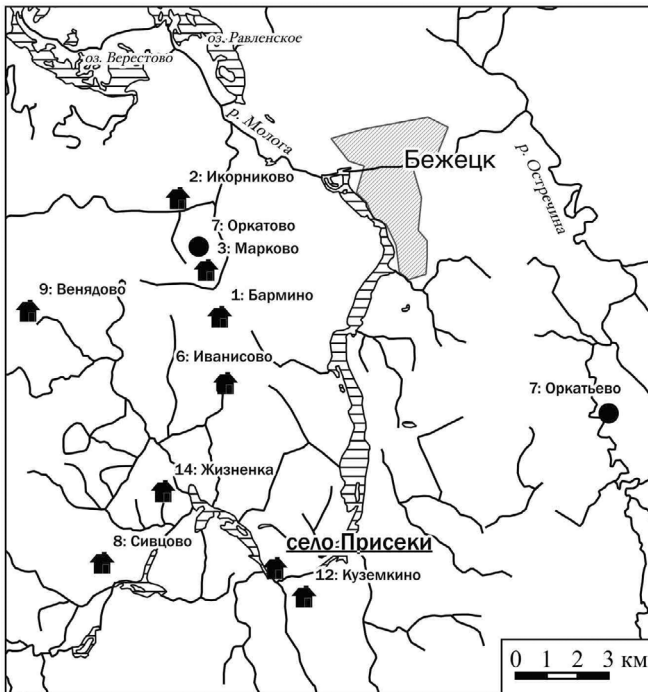 оз. Равленское
оз. Верестово
р. Молога
Бежецк
р. Остречина
2: Икорниково
7: Оркатово
3: Марково
9: Венядово
1: Бармино
6: Иванисово
7: Оркатьево
14: Жизненка
село Присеки
8: Сивцово
12: Куземкино
0 1 2 3 км